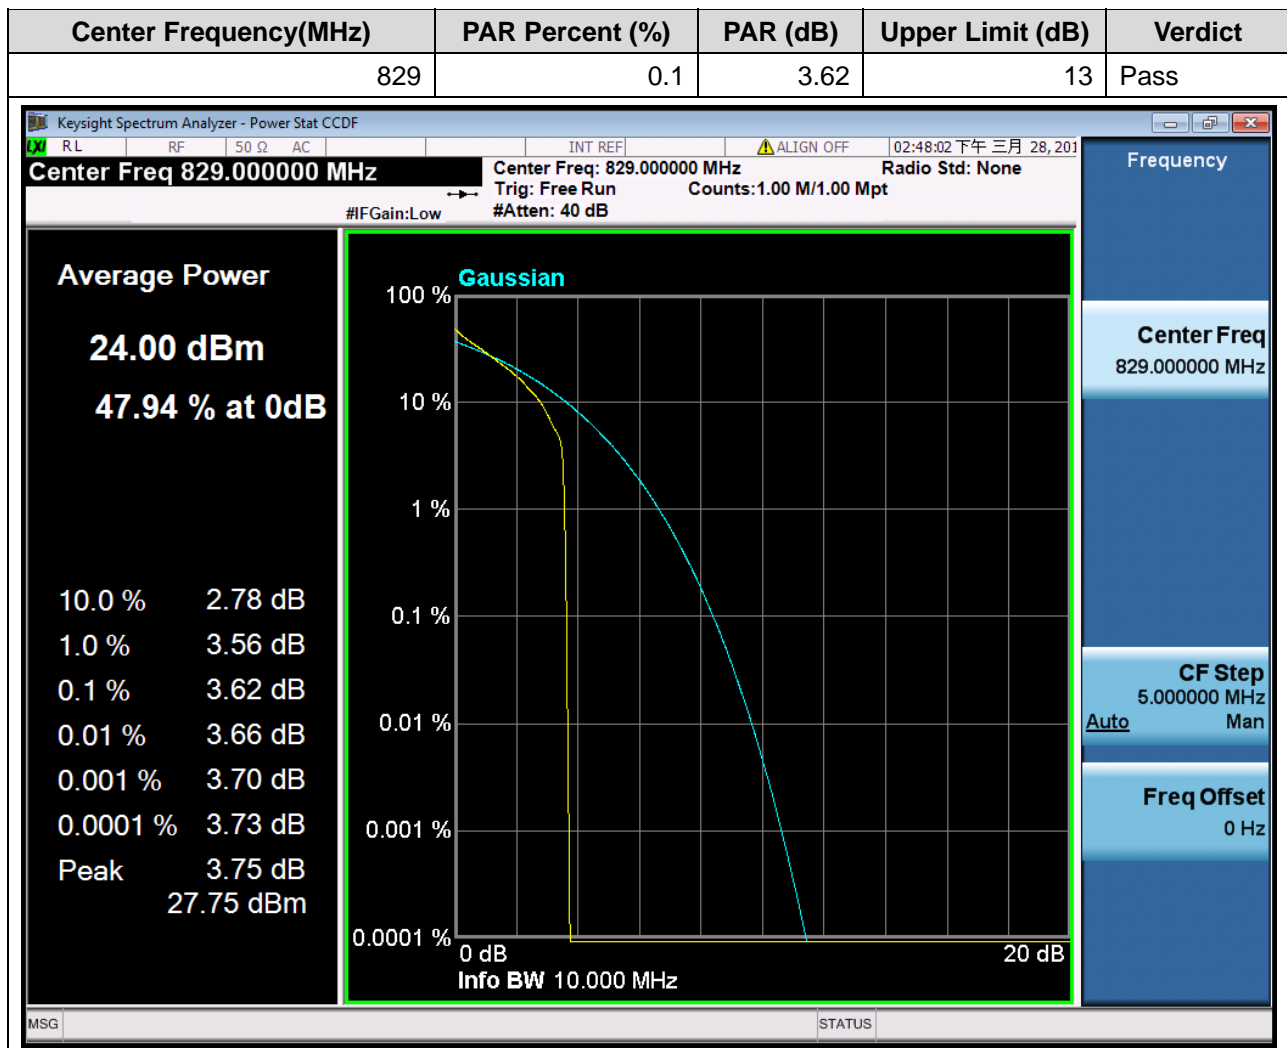 Center Frequency(MHz) PAR Percent (%) PAR (dB) Upper Limit (dB) Verdict
829 0.1 3.62 13 Pass
Keysight Spectrum Analyzer - Power Stat CCDF
LXI RL RF 50 Ω AC INT REF ALIGN OFF 02:48:02 下午 三月 28, 201
Center Freq 829.000000 MHz
#IFGain:Low
Center Freq: 829.000000 MHz Radio Std: None
Trig: Free Run Counts:1.00 M/1.00 Mpt
#Atten: 40 dB
Average Power
24.00 dBm
47.94 % at 0dB
10.0 % 2.78 dB
1.0 % 3.56 dB
0.1 % 3.62 dB
0.01 % 3.66 dB
0.001 % 3.70 dB
0.0001 % 3.73 dB
Peak 3.75 dB
27.75 dBm
Gaussian
100 %
10 %
1 %
0.1 %
0.01 %
0.001 %
0.0001 %
0 dB 20 dB
Info BW 10.000 MHz
Frequency
Center Freq
829.000000 MHz
CF Step
5.000000 MHz
Auto Man
Freq Offset
0 Hz
MSG STATUS